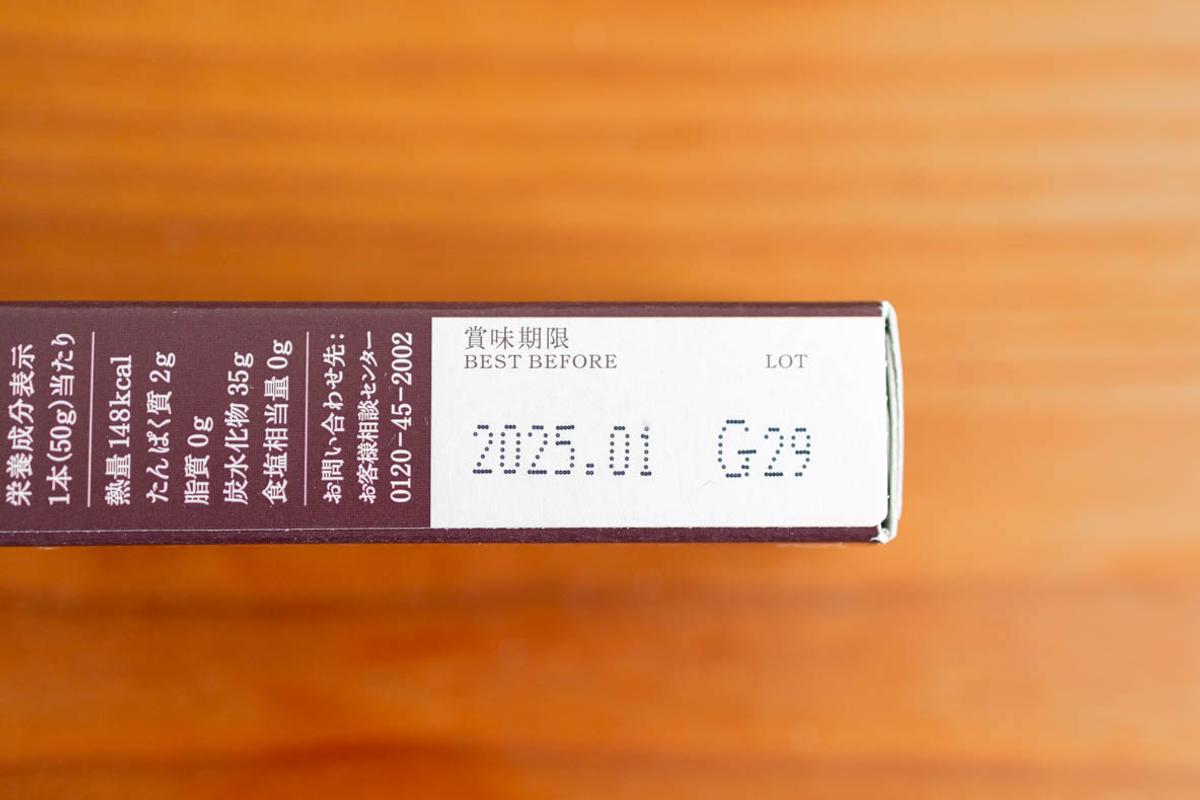 栄養成分表示
1本(50g)当たり
熱量 148kcal
たんぱく質 2g
脂質 0g
炭水化物 35g
食塩相当量 0g
お問い合わせ先：
お客様相談センター
0120-45-2002
賞味期限
BEST BEFORE
LOT
2025.01
G29